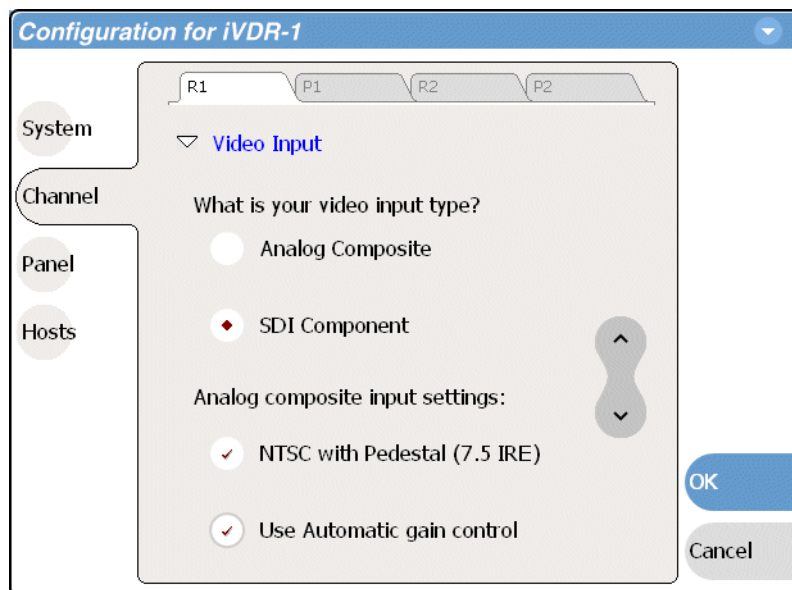 Configuration for iVDR-1
R1 P1 R2 P2
System
Channel
Panel
Hosts
Video Input
What is your video input type?
Analog Composite
SDI Component
Analog composite input settings:
NTSC with Pedestal (7.5 IRE)
Use Automatic gain control
OK
Cancel